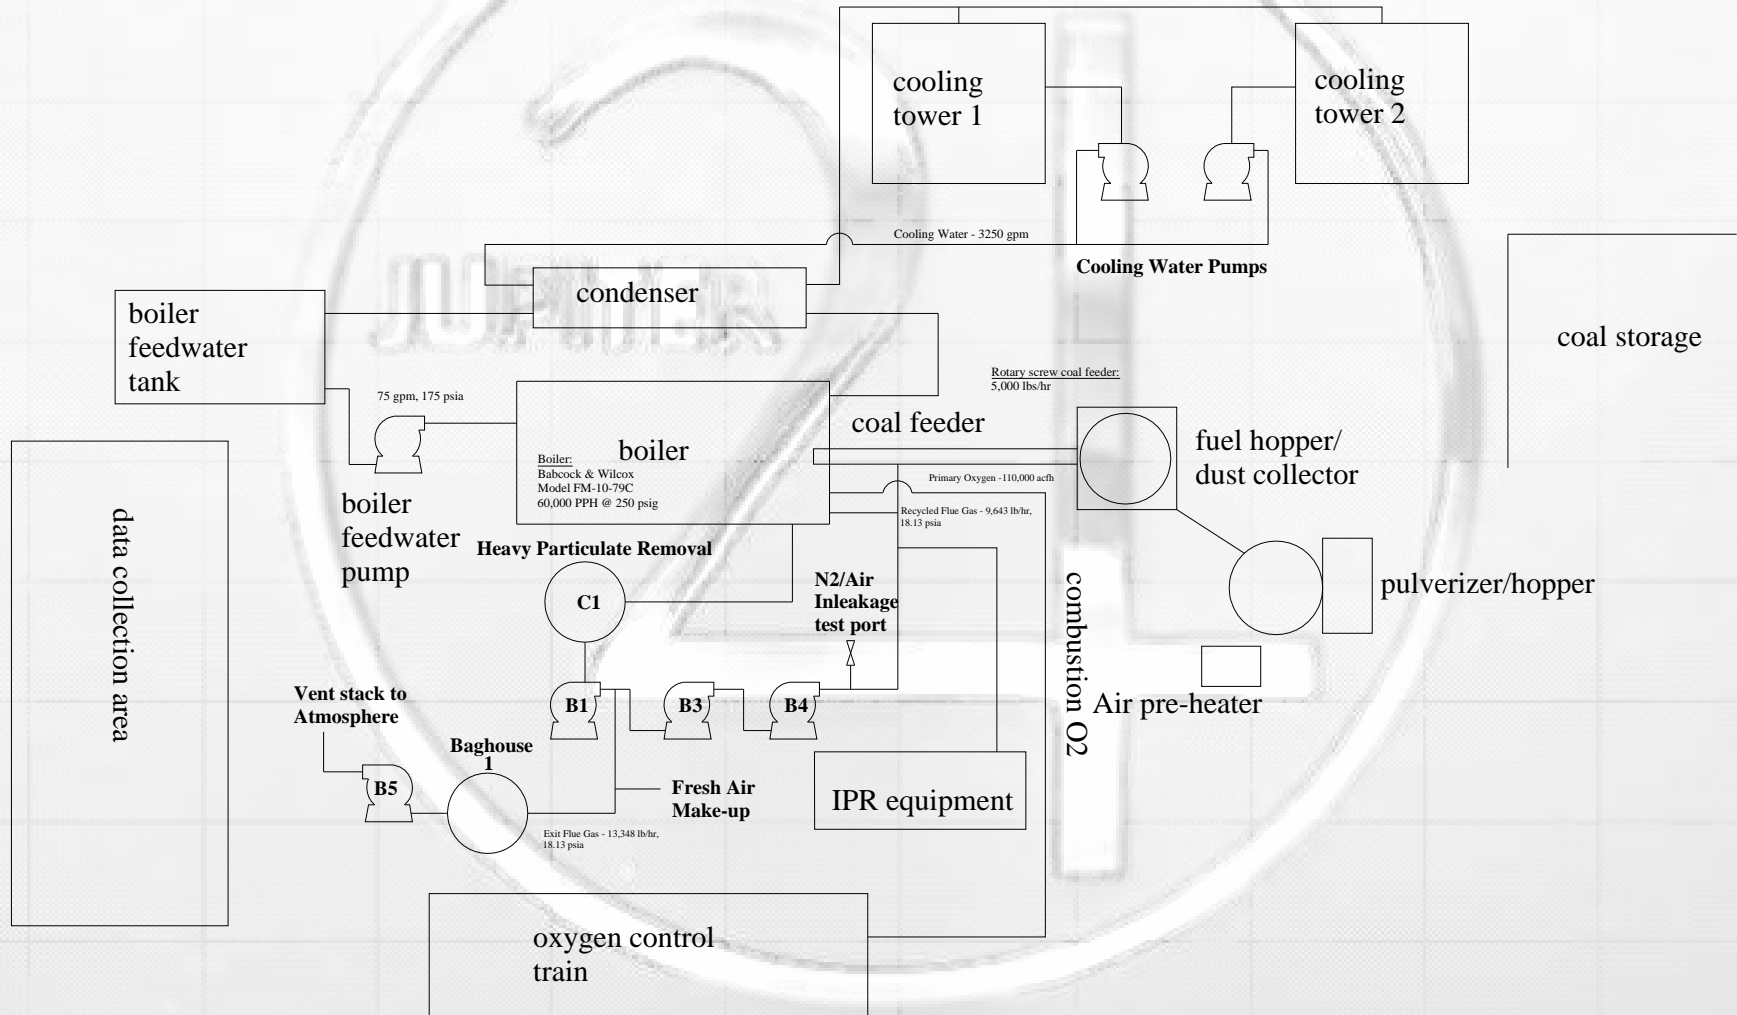 cooling
tower 1
cooling
tower 2
Cooling Water - 3250 gpm
Cooling Water Pumps
condenser
JUPITER
boiler
feedwater
tank
coal storage
Rotary screw coal feeder:
5,000 lbs/hr
75 gpm, 175 psia
coal feeder
boiler
Boiler:
Babcock & Wilcox
Model FM-10-79C
60,000 PPH @ 250 psig
fuel hopper/
dust collector
Primary Oxygen -110,000 acfh
Recycled Flue Gas - 9,643 lb/hr,
18.13 psia
boiler
feedwater
pump
Heavy Particulate Removal
data collection area
C1
N2/Air
Inleakage
test port
combustion O2
pulverizer/hopper
Vent stack to
Atmosphere
B1
B3
B4
Air pre-heater
Baghouse
1
B5
Fresh Air
Make-up
IPR equipment
Exit Flue Gas - 13,348 lb/hr,
18.13 psia
oxygen control
train